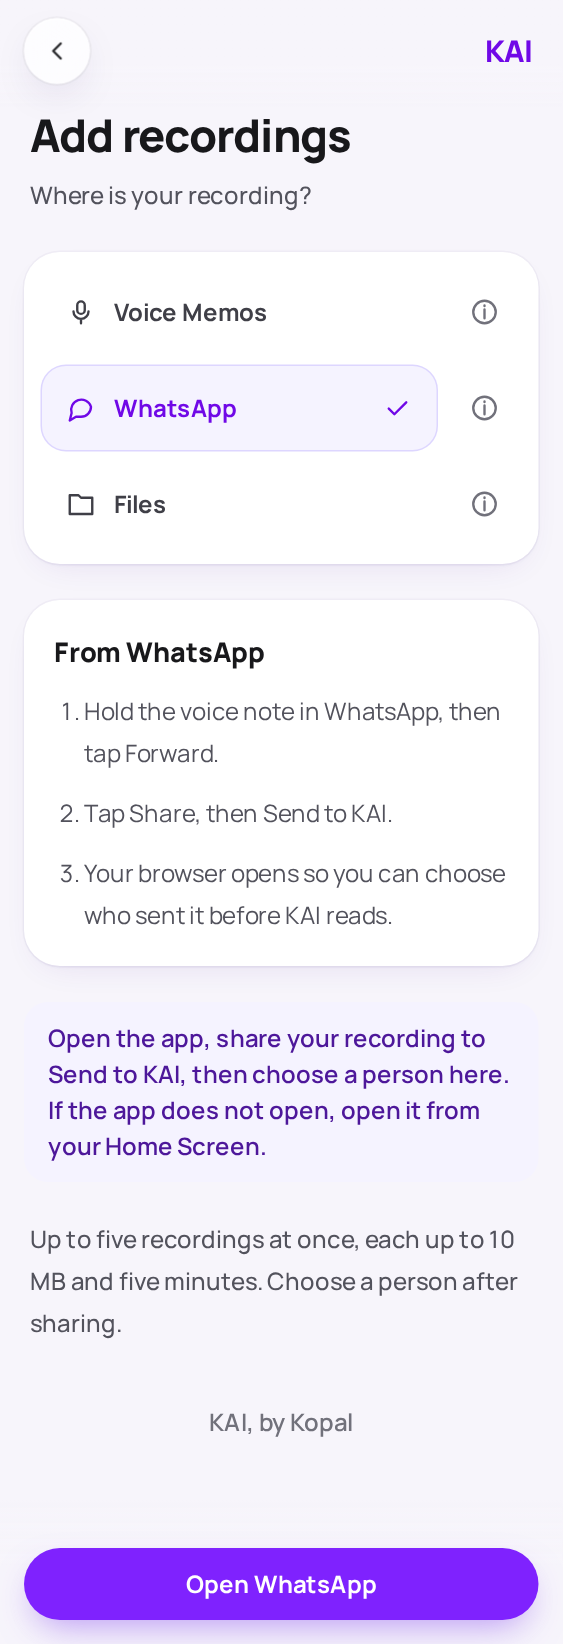 KAI
Add recordings
Where is your recording?
Voice Memos
WhatsApp
Files
From WhatsApp
1. Hold the voice note in WhatsApp, then
tap Forward.
2. Tap Share, then Send to KAI.
3. Your browser opens so you can choose
who sent it before KAI reads.
Open the app, share your recording to
Send to KAI, then choose a person here.
If the app does not open, open it from
your Home Screen.
Up to five recordings at once, each up to 10
MB and five minutes. Choose a person after
sharing.
KAI, by Kopal
Open WhatsApp